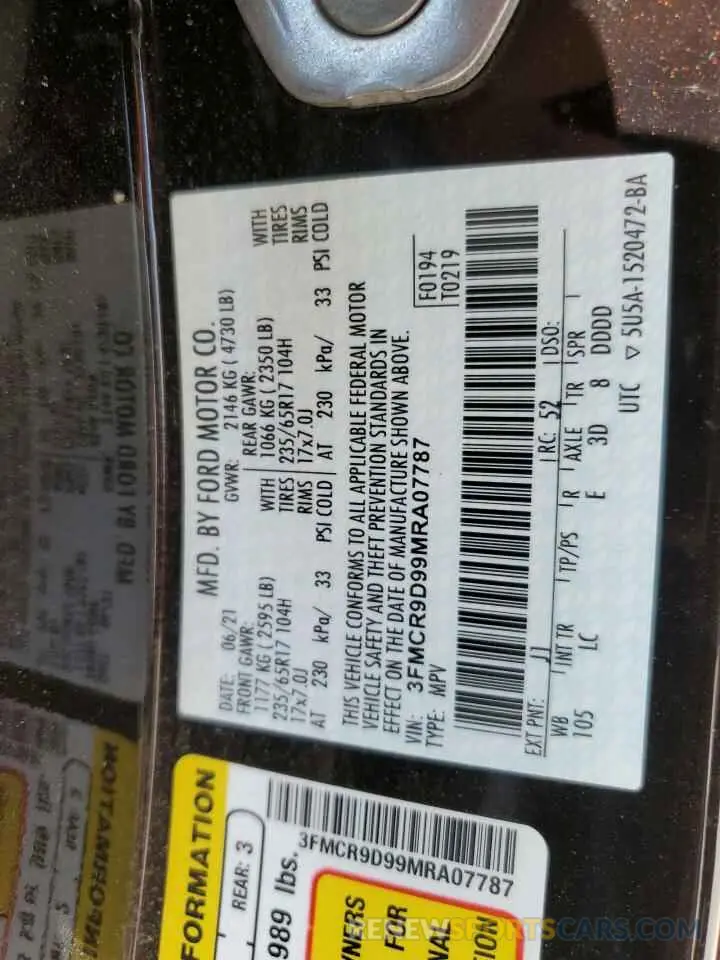 MFD. BY FORD MOTOR CO.
DATE: 06/21 GVWR: 2146 KG ( 4730 LB)
FRONT GAWR: REAR GAWR:
1177 KG ( 2595 LB) WITH 1066 KG ( 2350 LB) WITH
235/65R17 104H TIRES 235/65R17 104H TIRES
17x7.0J RIMS 17x7.0J RIMS
AT 230 kPa/ 33 PSI COLD AT 230 kPa/ 33 PSI COLD
THIS VEHICLE CONFORMS TO ALL APPLICABLE FEDERAL MOTOR
VEHICLE SAFETY AND THEFT PREVENTION STANDARDS IN
EFFECT ON THE DATE OF MANUFACTURE SHOWN ABOVE.
VIN: 3FMCR9D99MRA07787 F0194
TYPE: MPV T0219
EXT PNT: J1 RC: 52 DSO:
WB INT TR TP/PS R AXLE TR SPR
105 LC E 3D 8 DDDD
UTC ▽ 5U5A-1520472-BA
FORMATION
REAR: 3
989 lbs.
3FMCR9D99MRA07787
WNERS
FOR
NAL
TION
RENEWSPORTSCARS.COM